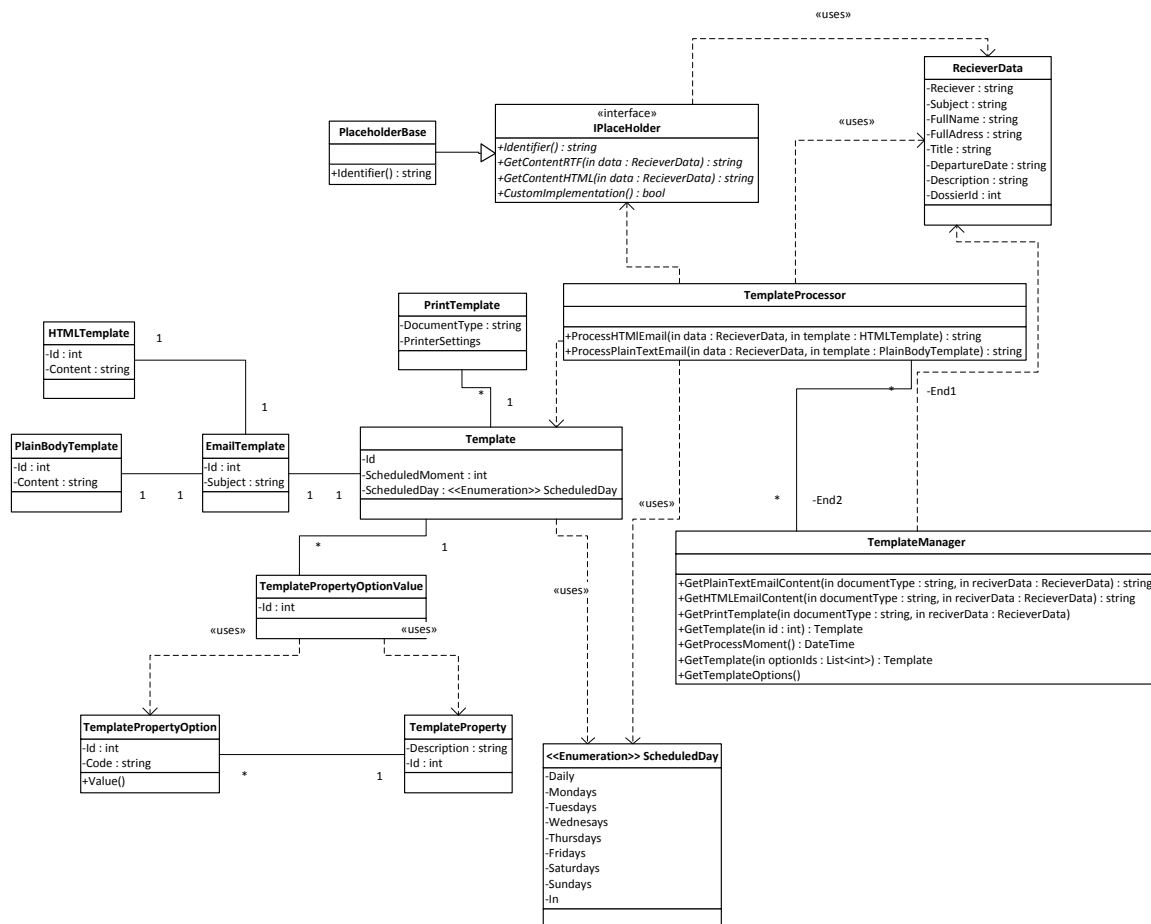 «uses»
RecieverData
-Reciever : string
-Subject : string
-FullName : string
-FullAdress : string
-Title : string
-DepartureDate : string
-Description : string
-DossierId : int
«uses»
«interface»
IPlaceHolder
+Identifier() : string
+GetContentRTF(in data : RecieverData) : string
+GetContentHTML(in data : RecieverData) : string
+CustomImplementation() : bool
PlaceholderBase
+Identifier() : string
TemplateProcessor
+ProcessHTMlEmail(in data : RecieverData, in template : HTMLTemplate) : string
+ProcessPlainTextEmail(in data : RecieverData, in template : PlainBodyTemplate) : string
PrintTemplate
-DocumentType : string
-PrinterSettings
HTMLTemplate
-Id : int
-Content : string
1
1
*
1
*
-End1
PlainBodyTemplate
-Id : int
-Content : string
EmailTemplate
-Id : int
-Subject : string
Template
-Id
-ScheduledMoment : int
-ScheduledDay : <<Enumeration>> ScheduledDay
1
1
1
1
«uses»
*
-End2
*
1
TemplateManager
+GetPlainTextEmailContent(in documentType : string, in reciverData : RecieverData) : string
+GetHTMLEmailContent(in documentType : string, in reciverData : RecieverData) : string
+GetPrintTemplate(in documentType : string, in reciverData : RecieverData)
+GetTemplate(in id : int) : Template
+GetProcessMoment() : DateTime
+GetTemplate(in optionIds : List<int>) : Template
+GetTemplateOptions()
TemplatePropertyOptionValue
-Id : int
«uses»
«uses»
«uses»
TemplatePropertyOption
-Id : int
-Code : string
+Value()
TemplateProperty
-Description : string
-Id : int
*
1
<<Enumeration>> ScheduledDay
-Daily
-Mondays
-Tuesdays
-Wednesays
-Thursdays
-Fridays
-Saturdays
-Sundays
-In